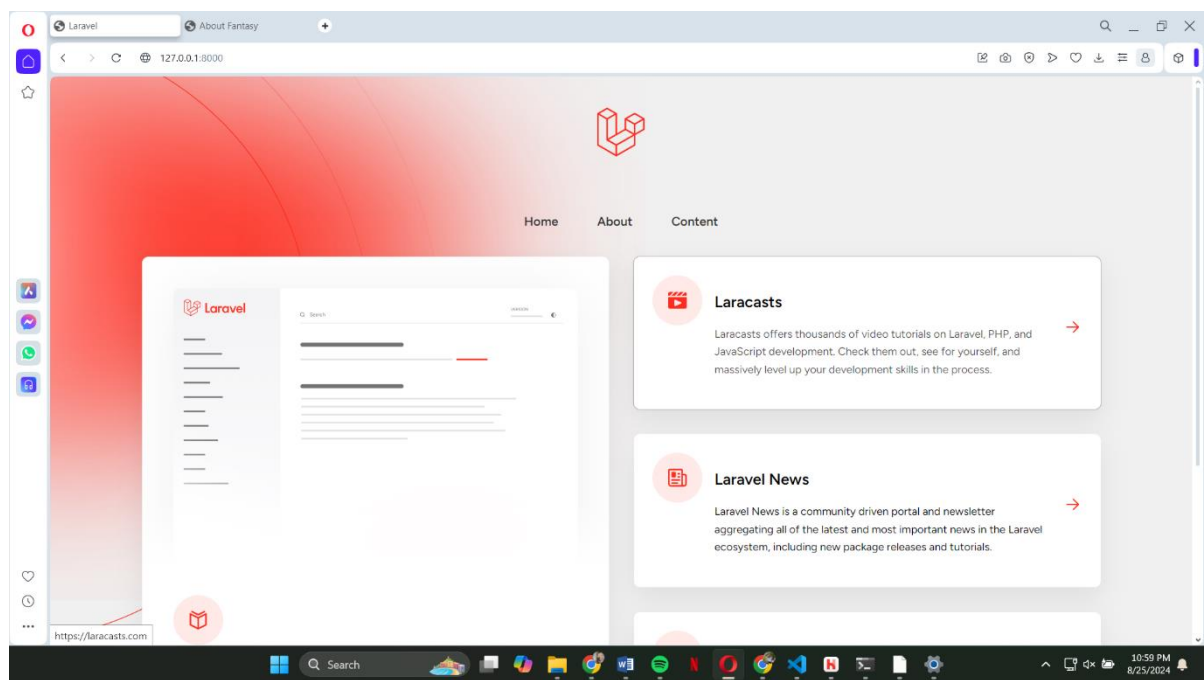 Laravel
About Fantasy
127.0.0.1:8000
Home About Content
Laravel
Search
Laracasts
Laracasts offers thousands of video tutorials on Laravel, PHP, and
JavaScript development. Check them out, see for yourself, and
massively level up your development skills in the process.
Laravel News
Laravel News is a community driven portal and newsletter
aggregating all of the latest and most important news in the Laravel
ecosystem, including new package releases and tutorials.
https://laracasts.com
Search
10:59 PM
8/25/2024